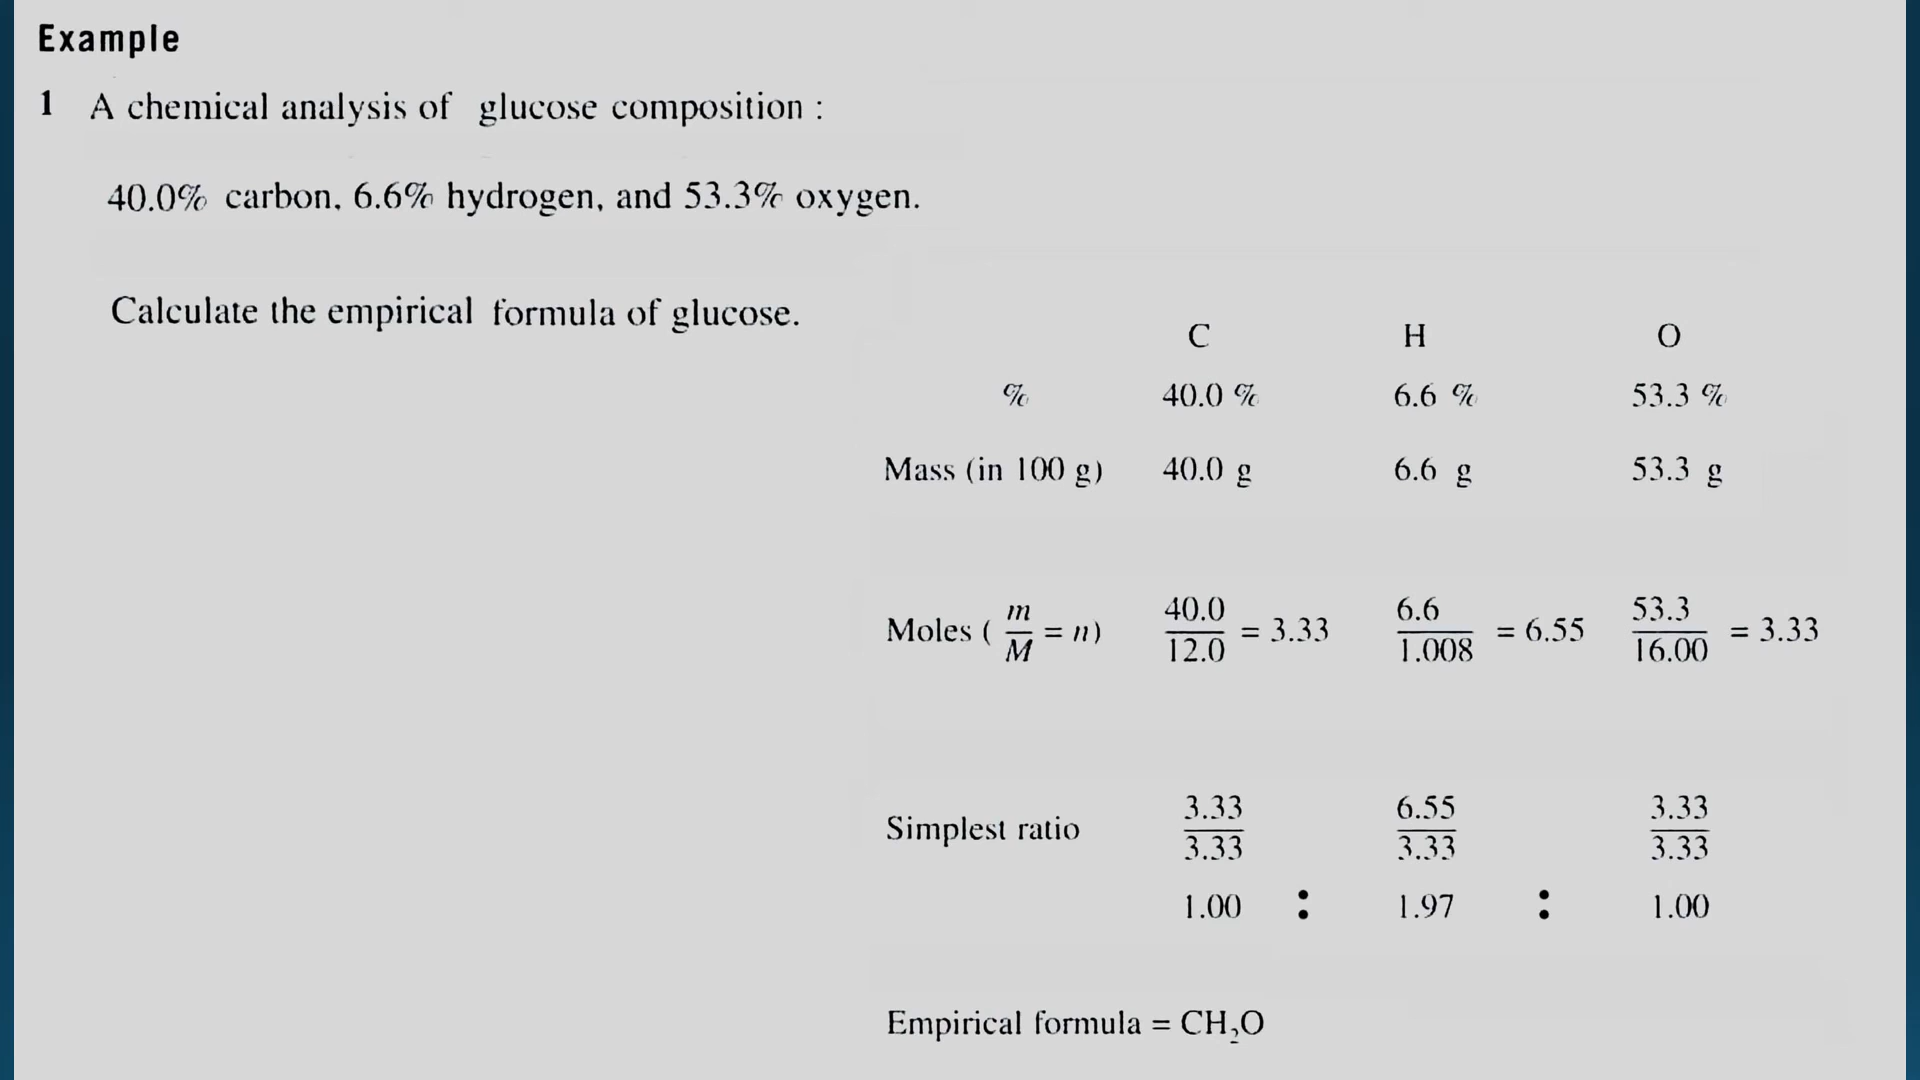 Example
1 A chemical analysis of glucose composition :
40.0% carbon, 6.6% hydrogen, and 53.3% oxygen.
Calculate the empirical formula of glucose.
C H O
% 40.0 % 6.6 % 53.3 %
Mass (in 100 g) 40.0 g 6.6 g 53.3 g
Moles ( m/M = n) 40.0/12.0 = 3.33 6.6/1.008 = 6.55 53.3/16.00 = 3.33
Simplest ratio 3.33/3.33 6.55/3.33 3.33/3.33
1.00 : 1.97 : 1.00
Empirical formula = CH₂O